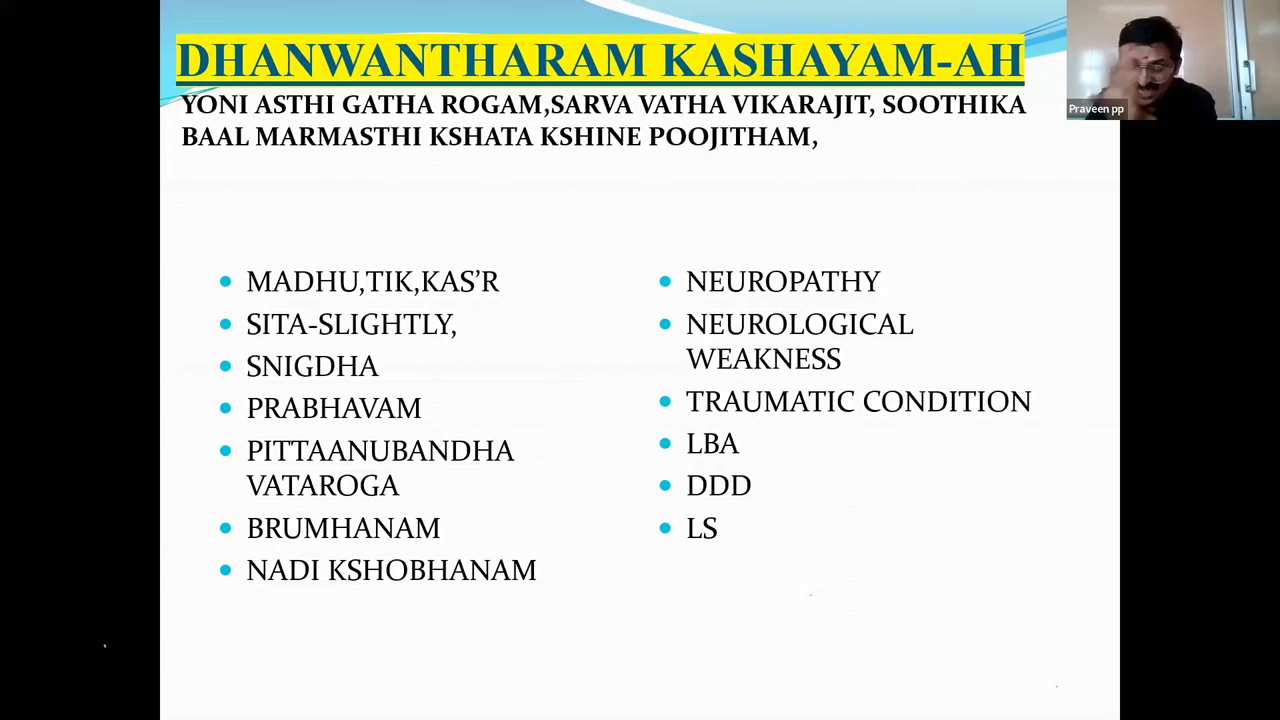 DHANWANTHARAM KASHAYAM-AH
YONI ASTHI GATHA ROGAM,SARVA VATHA VIKARAJIT, SOOTHIKA
BAAL MARMASTHI KSHATA KSHINE POOJITHAM,
Praveen pp
MADHU,TIK,KAS’R
SITA-SLIGHTLY,
SNIGDHA
PRABHAVAM
PITTAANUBANDHA
VATAROGA
BRUMHANAM
NADI KSHOBHANAM
NEUROPATHY
NEUROLOGICAL
WEAKNESS
TRAUMATIC CONDITION
LBA
DDD
LS